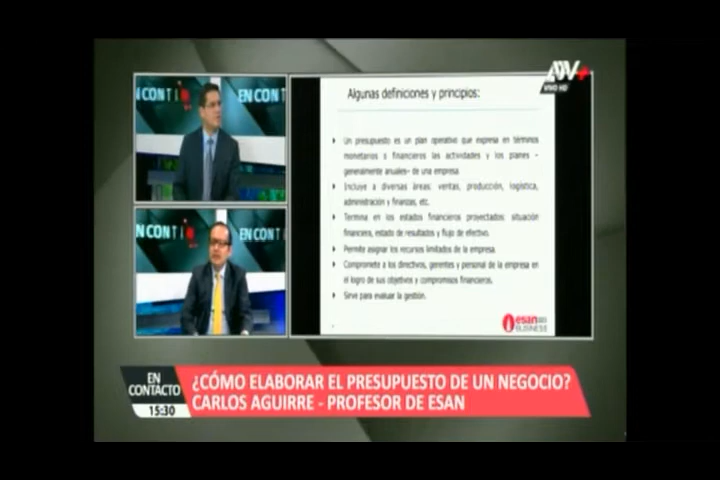 ATV+
VIVO HD
EN CONT
EN CONT
EN CONT
EN CONT
Algunas definiciones y principios:
Un presupuesto es un plan operativo que expresa en términos
monetarios o financieros las actividades y los planes -
generalmente anuales- de una empresa
Incluye a diversas áreas: ventas, producción, logística,
administración y finanzas, etc.
Termina en los estados financieros proyectados: situación
financiero, estado de resultados y flujo de efectivo.
Permite asignar los recursos limitados de la empresa.
Compromete a los directivos, gerentes y personal de la empresa en
el logro de sus objetivos y compromisos financieros.
Sirve para evaluar la gestión.
esan
BUSINESS
EN
CONTACTO
15:30
¿CÓMO ELABORAR EL PRESUPUESTO DE UN NEGOCIO?
CARLOS AGUIRRE - PROFESOR DE ESAN